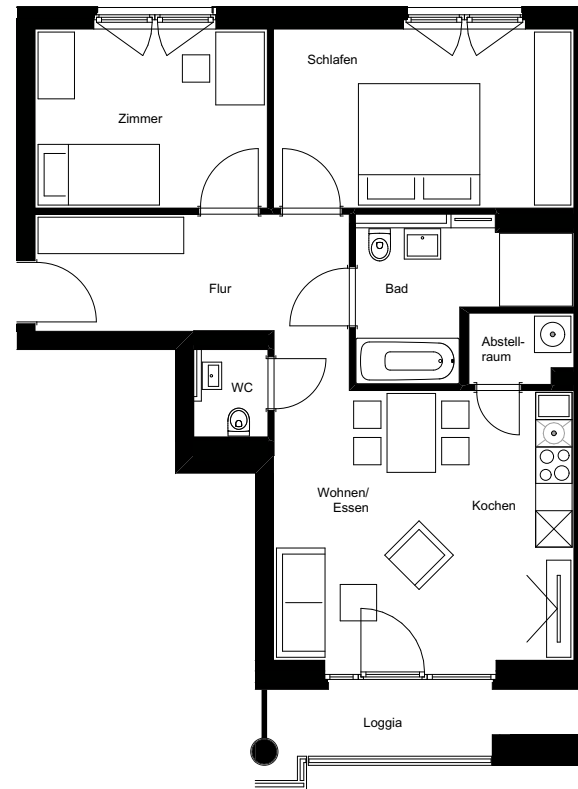 Schlafen
Zimmer
Flur
Bad
Abstell-
raum
WC
Wohnen/
Essen
Kochen
Loggia